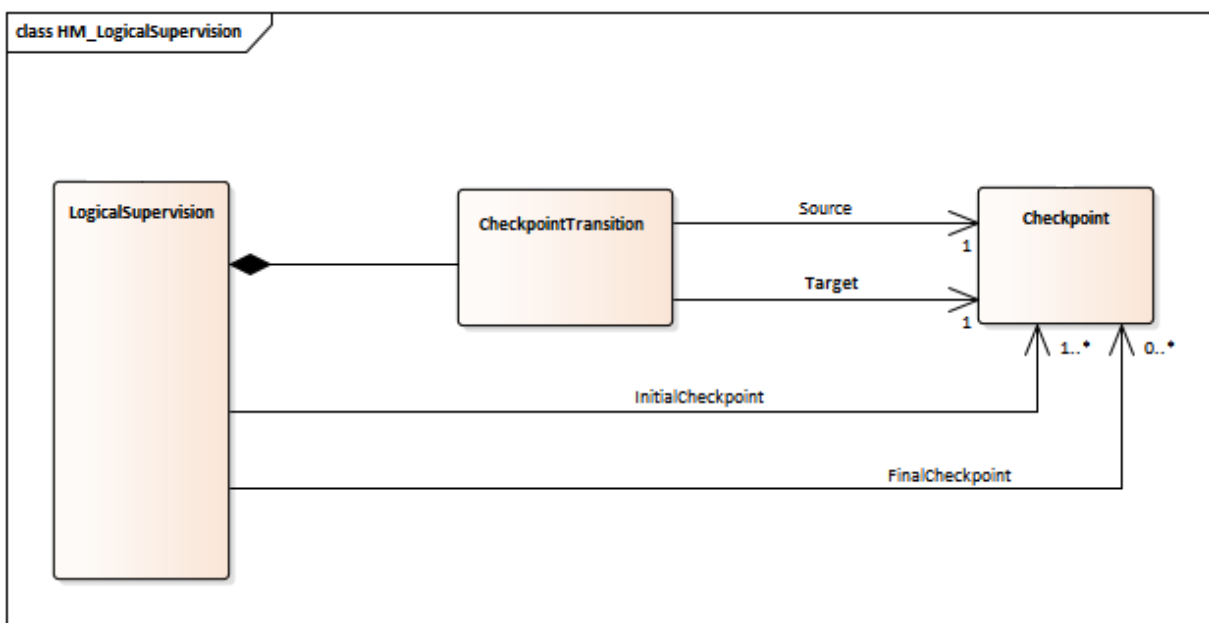 class HM_LogicalSupervision
LogicalSupervision
CheckpointTransition
Source
1
Target
1
Checkpoint
1..*
0..*
InitialCheckpoint
FinalCheckpoint